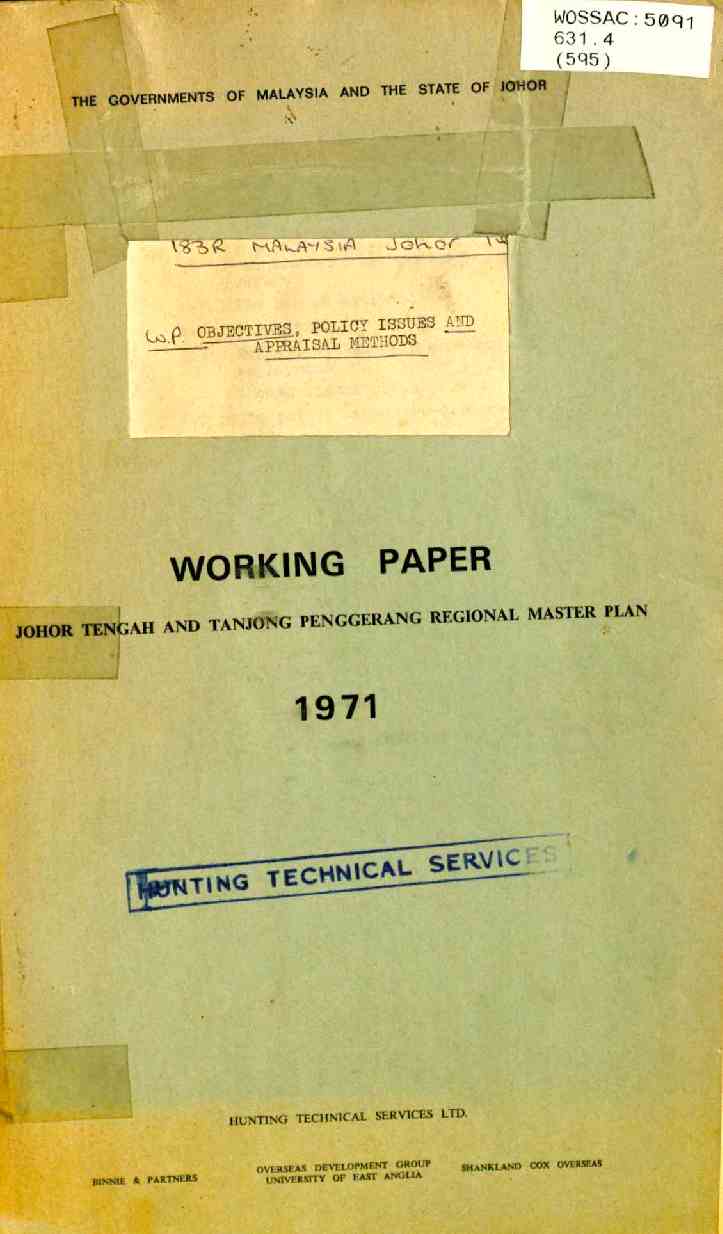 WOSSAC:5091
631.4
(595)
THE GOVERNMENTS OF MALAYSIA AND THE STATE OF JOHOR
183R MALAYSIA Johor
W.P. OBJECTIVES, POLICY ISSUES AND
APPRAISAL METHODS
WORKING PAPER
JOHOR TENGAH AND TANJONG PENGGERANG REGIONAL MASTER PLAN
1971
HUNTING TECHNICAL SERVICES
HUNTING TECHNICAL SERVICES LTD.
BINNIE & PARTNERS
OVERSEAS DEVELOPMENT GROUP
UNIVERSITY OF EAST ANGLIA
SHANKLAND COX OVERSEAS